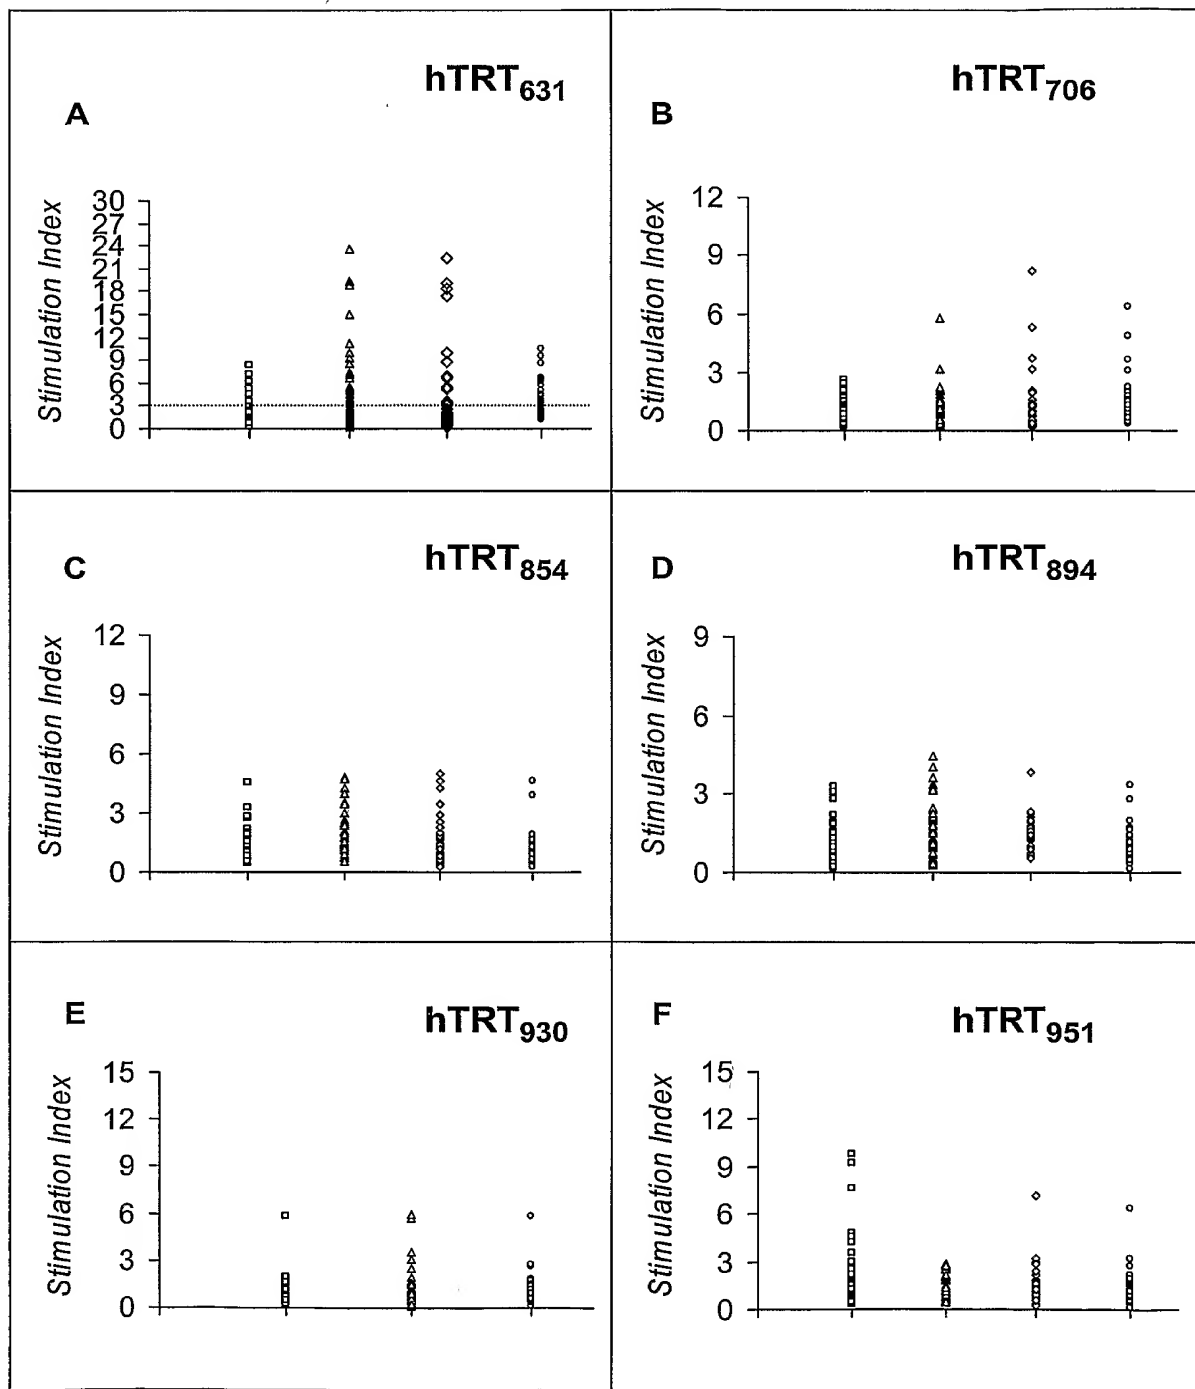 hTRT631
A
Stimulation Index
30
27
24
21
18
15
12
9
6
3
0
hTRT706
B
Stimulation Index
12
9
6
3
0
hTRT854
C
Stimulation Index
12
9
6
3
0
hTRT894
D
Stimulation Index
9
6
3
0
hTRT930
E
Stimulation Index
15
12
9
6
3
0
hTRT951
F
Stimulation Index
15
12
9
6
3
0